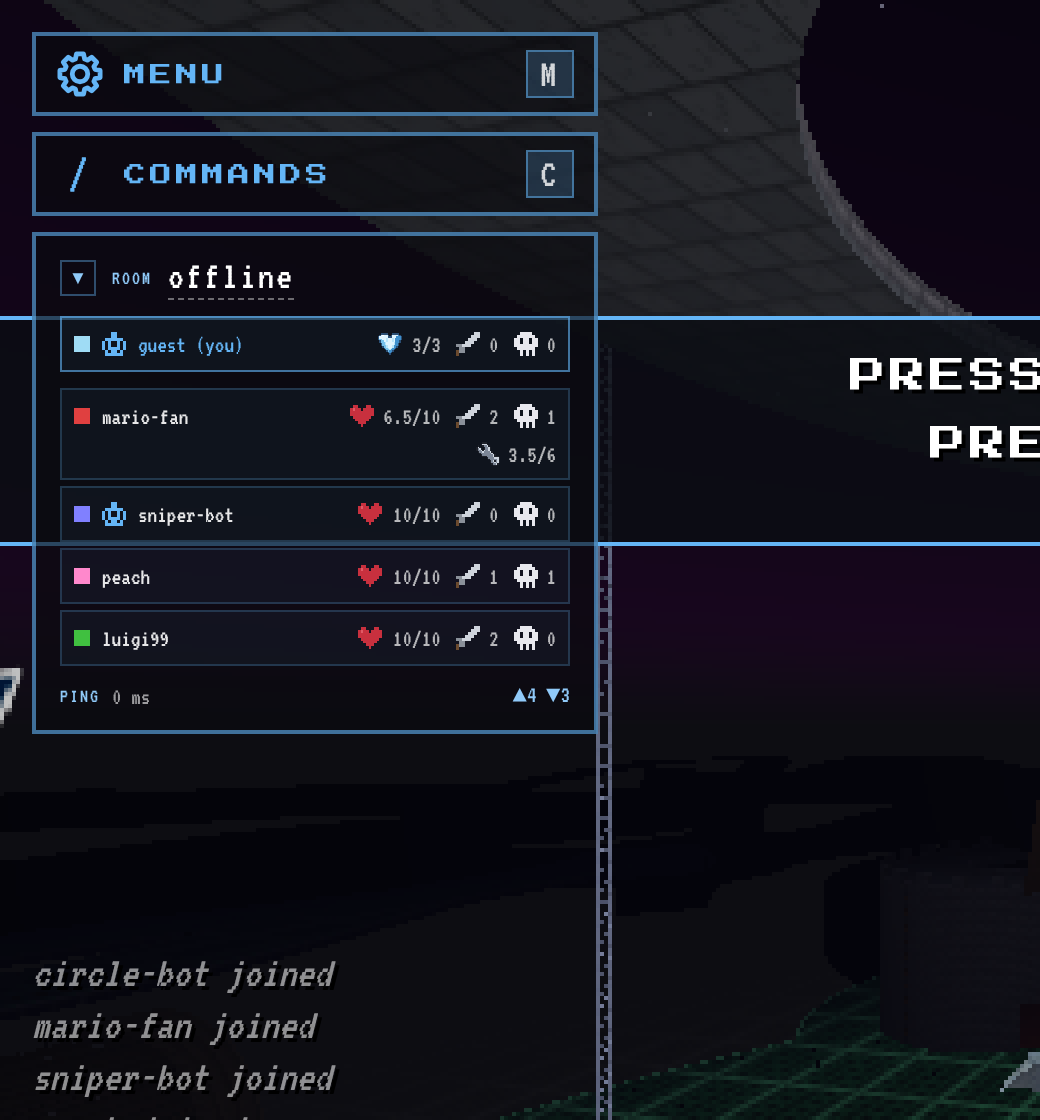 MENU M
/ COMMANDS C
▼ ROOM offline
guest (you) 3/3 0 0
mario-fan 6.5/10 2 1
3.5/6
sniper-bot 10/10 0 0
peach 10/10 1 1
luigi99 10/10 2 0
PING 0 ms ▲4 ▼3
PRESS
PRE
circle-bot joined
mario-fan joined
sniper-bot joined